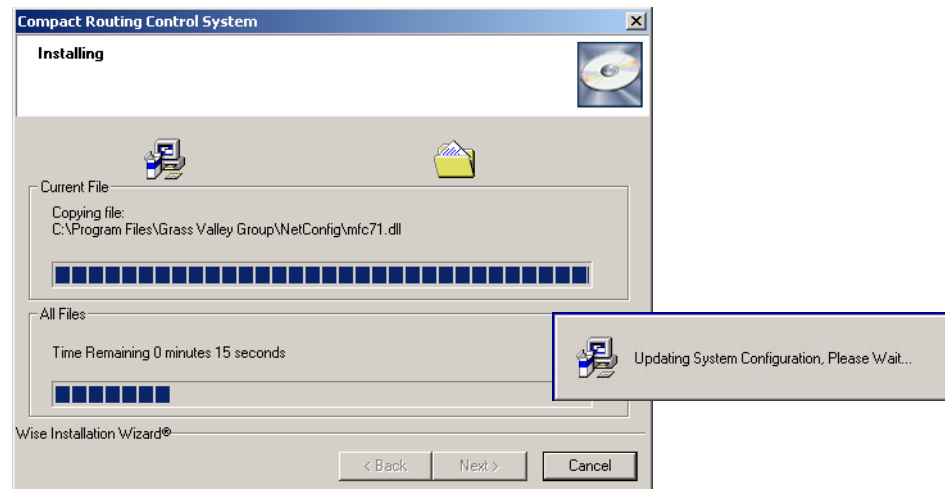 Compact Routing Control System
Installing
Current File
Copying file:
C:\Program Files\Grass Valley Group\NetConfig\mfc71.dll
All Files
Time Remaining 0 minutes 15 seconds
Updating System Configuration, Please Wait...
Wise Installation Wizard®
< Back
Next >
Cancel